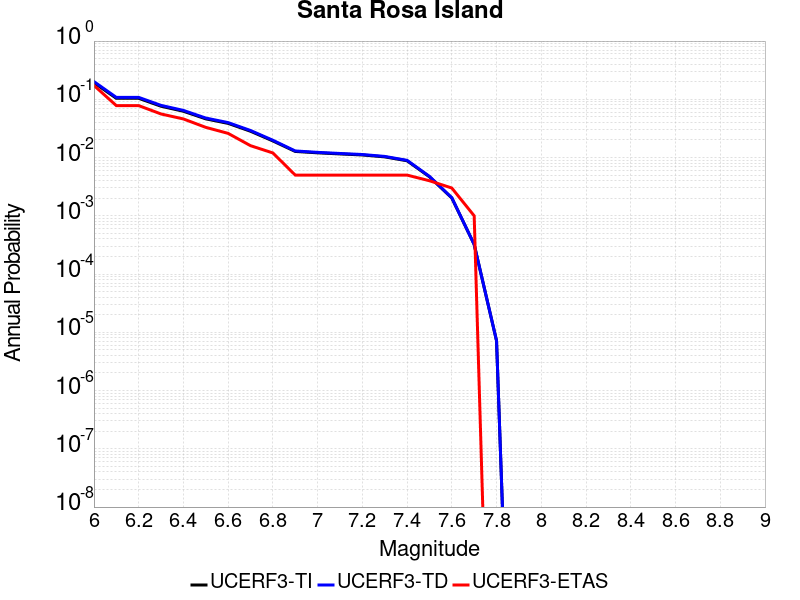 Santa Rosa Island
Annual Probability
10^0
10^-1
10^-2
10^-3
10^-4
10^-5
10^-6
10^-7
10^-8
6 6.2 6.4 6.6 6.8 7 7.2 7.4 7.6 7.8 8 8.2 8.4 8.6 8.8 9
Magnitude
UCERF3-TI UCERF3-TD UCERF3-ETAS